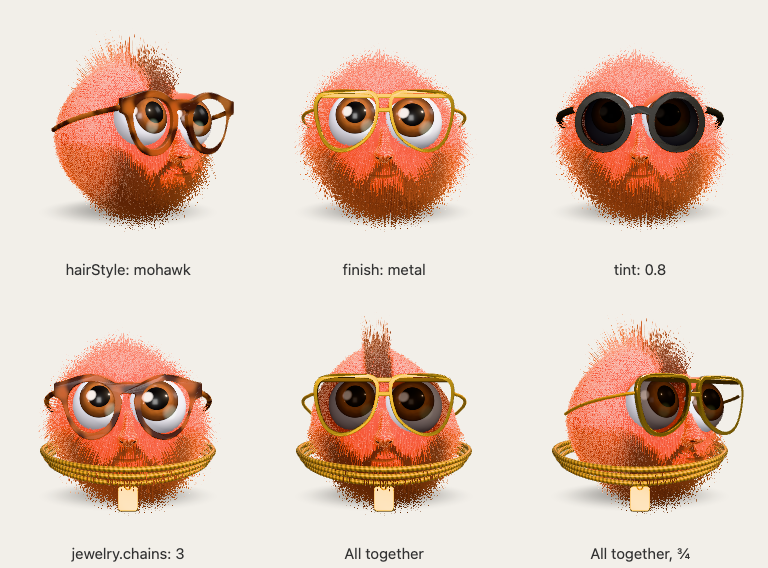 hairStyle: mohawk
finish: metal
tint: 0.8
jewelry.chains: 3
All together
All together, ¾